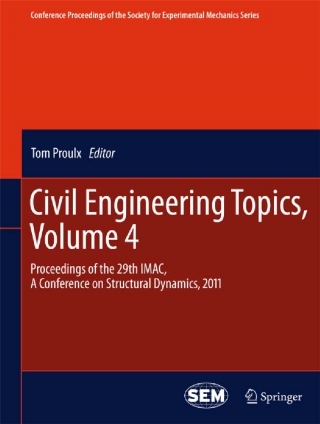 Conference Proceedings of the Society for Experimental Mechanics Series
Tom Proulx Editor
Civil Engineering Topics,
Volume 4
Proceedings of the 29th IMAC,
A Conference on Structural Dynamics, 2011
SEM
Springer